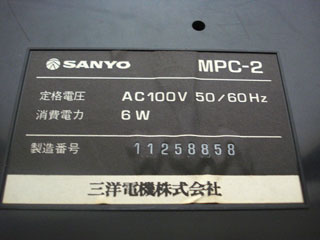 SANYO MPC-2
定格電圧 AC100V 50/60Hz
消費電力 6W
製造番号 11258858
三洋電機株式会社